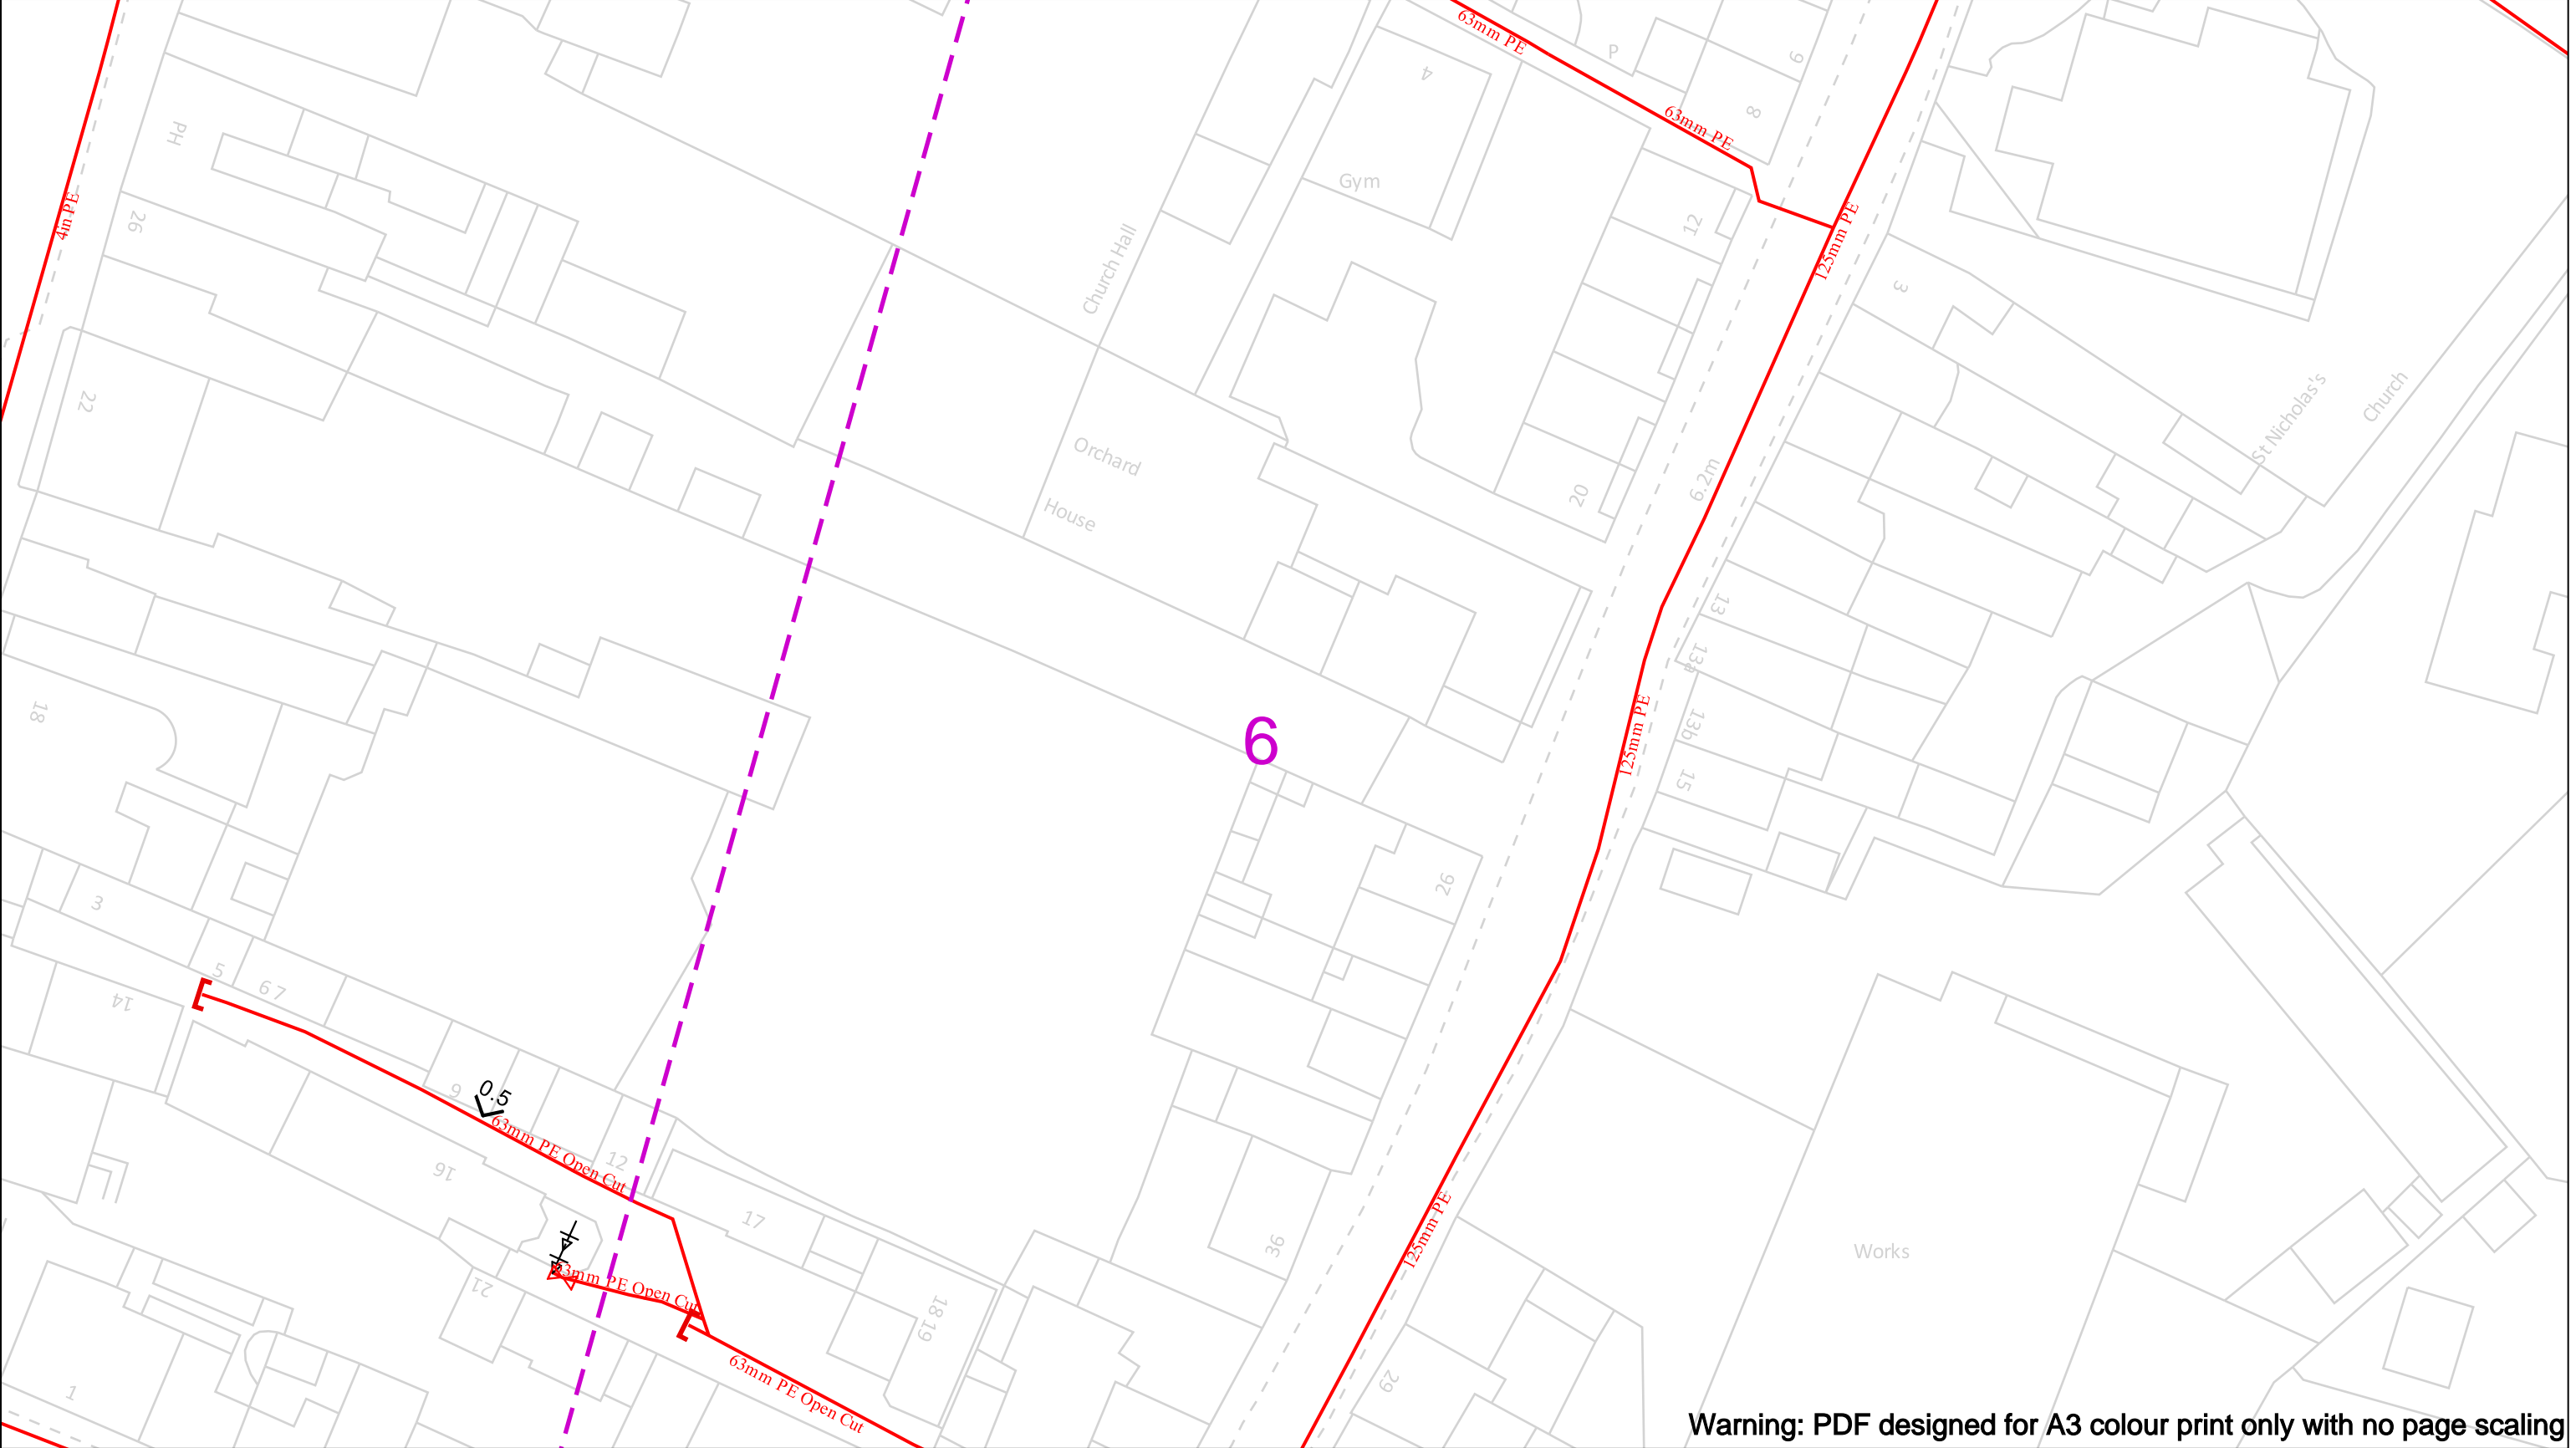 63mm PE
P
6
4
8
63mm PE
PH
Gym
4n PE
26
12
125mm PE
Church Hall
3
22
St Nicholas's
Church
Orchard
House
6.2m
20
13
13a
18
13b
125mm PE
6
15
26
3
5
6 7
14
9
0.5
63mm PE Open Cut
12
16
17
125mm PE
36
Works
63mm PE Open Cut
21
18 19
63mm PE Open Cut
29
1
Warning: PDF designed for A3 colour print only with no page scaling